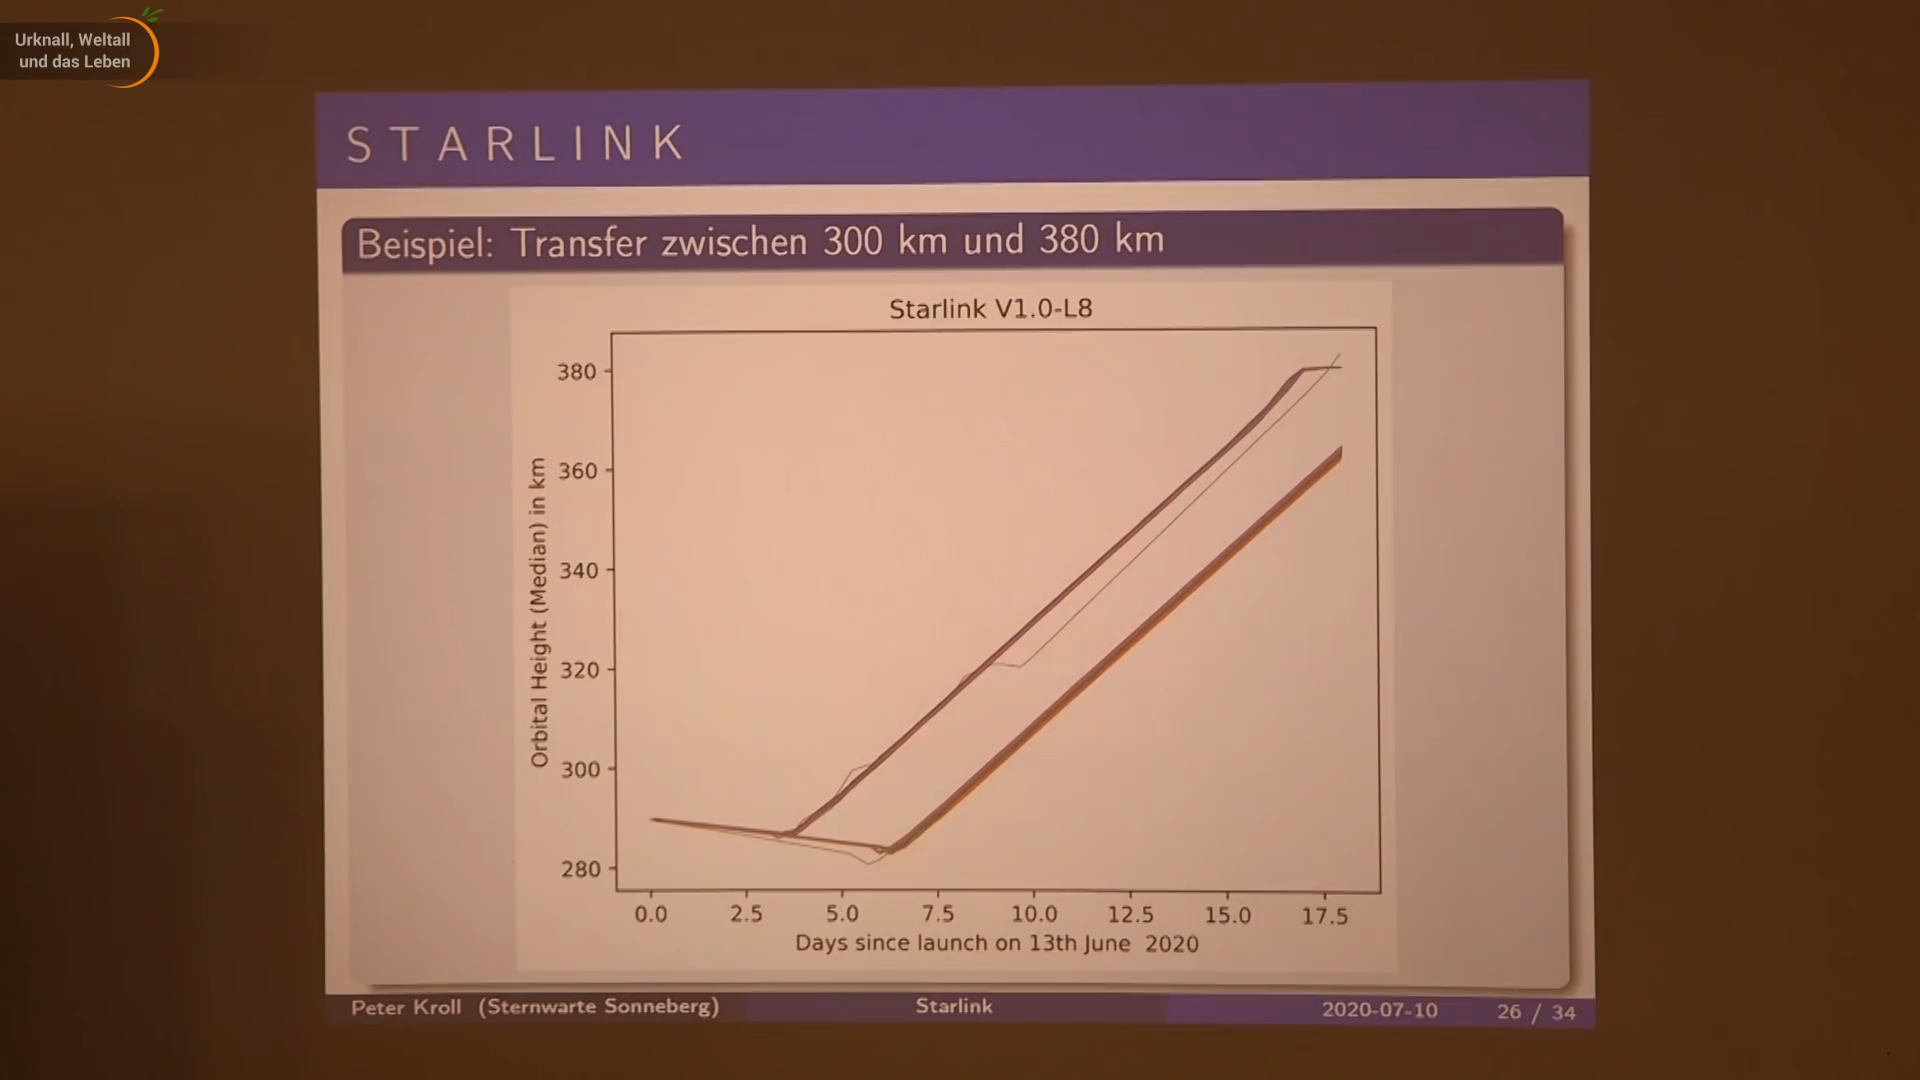 Urknall, Weltall
und das Leben
STARLINK
Beispiel: Transfer zwischen 300 km und 380 km
Starlink V1.0-L8
Orbital Height (Median) in km
380
360
340
320
300
280
0.0 2.5 5.0 7.5 10.0 12.5 15.0 17.5
Days since launch on 13th June 2020
Peter Kroll (Sternwarte Sonneberg) Starlink 2020-07-10 26 / 34